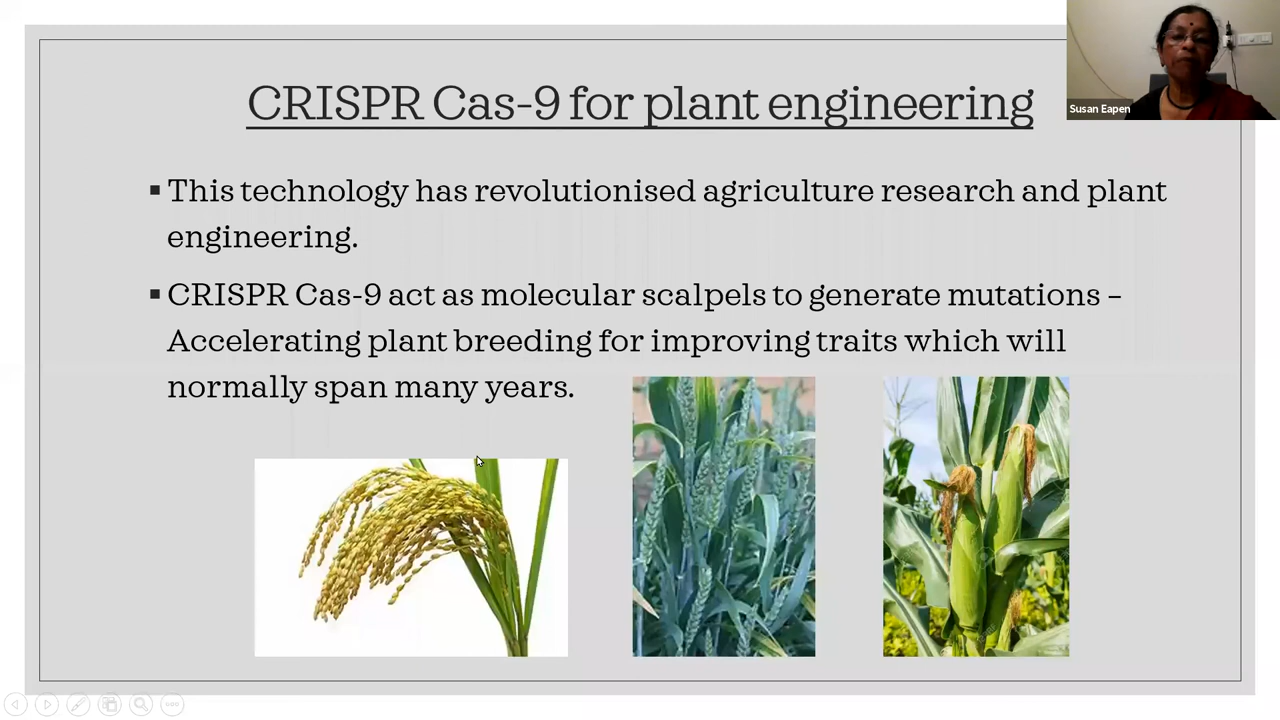 CRISPR Cas-9 for plant engineering
Susan Eapen
▪ This technology has revolutionised agriculture research and plant
engineering.
▪ CRISPR Cas-9 act as molecular scalpels to generate mutations –
Accelerating plant breeding for improving traits which will
normally span many years.